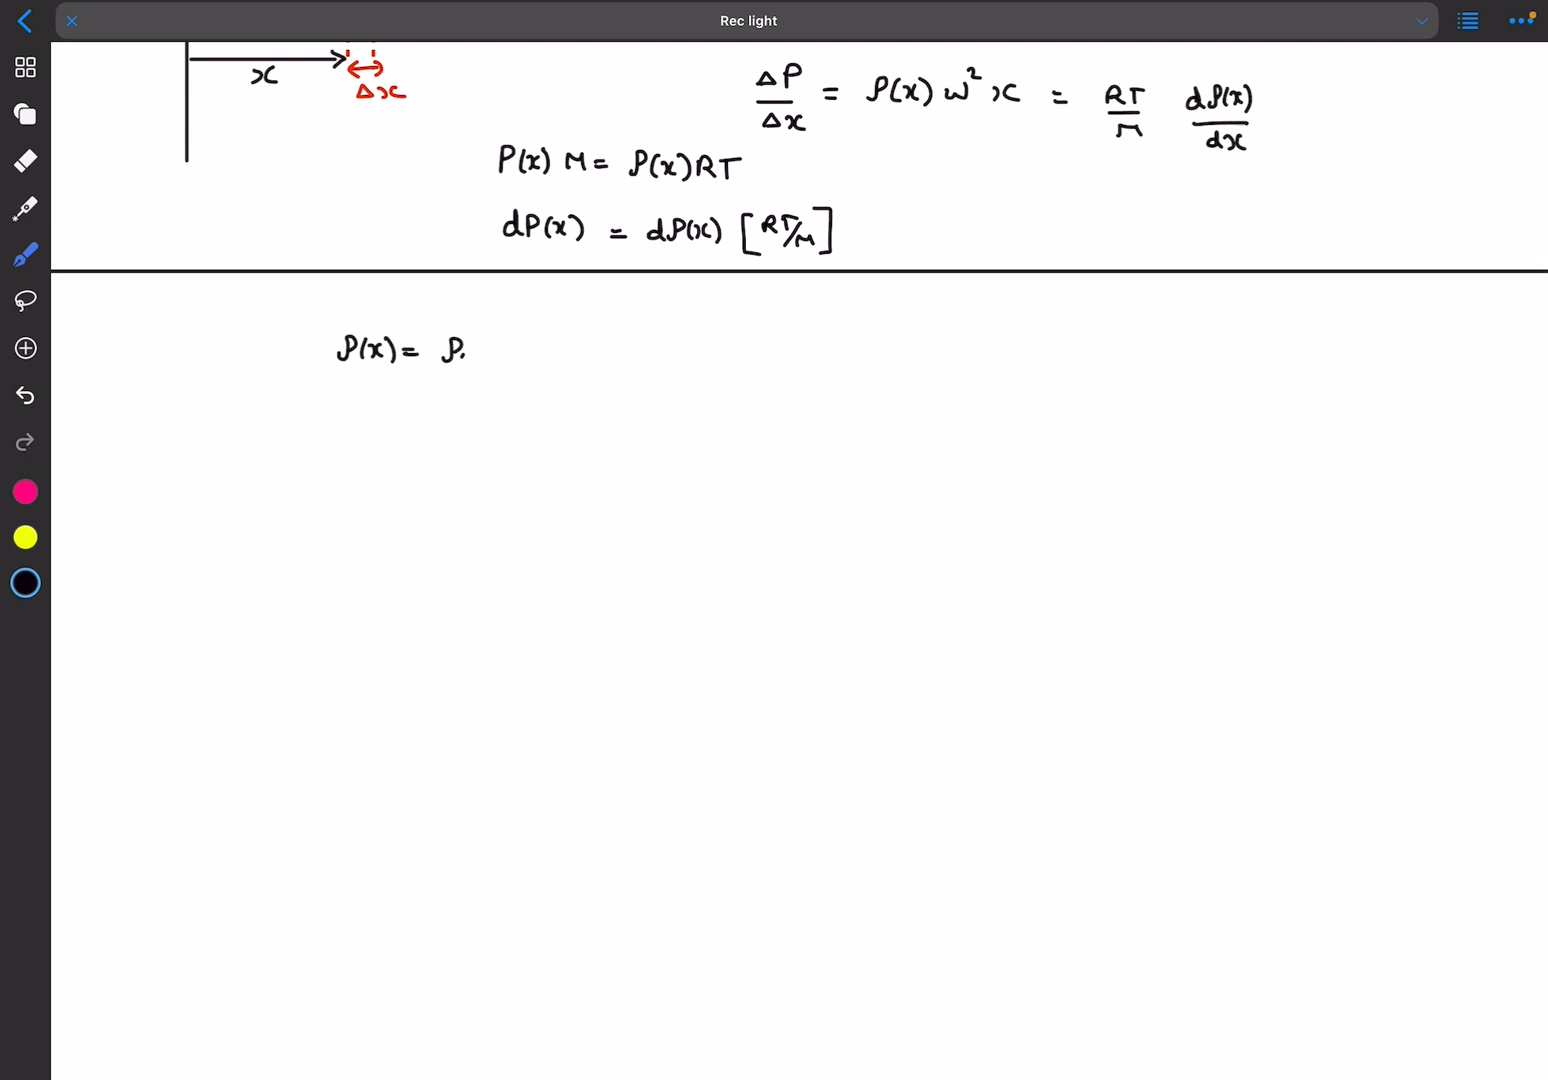 Rec light
x
Δx
ΔP/Δx = ρ(x) ω² x = RT/M dρ(x)/dx
P(x) M = ρ(x) RT
dP(x) = dρ(x) [RT/M]
ρ(x) = ρ.